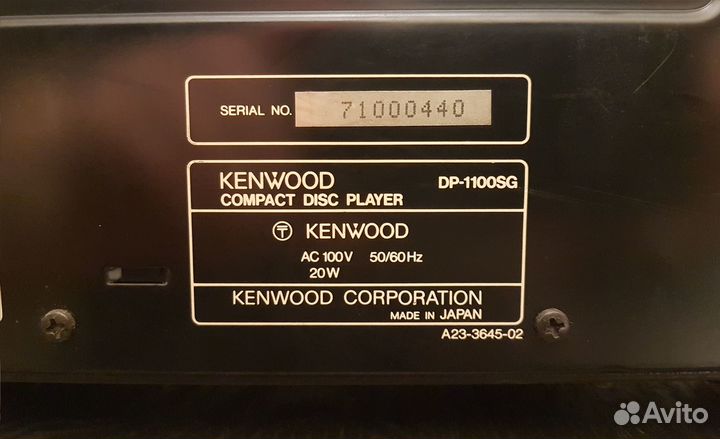 SERIAL NO. 71000440
KENWOOD DP-1100SG
COMPACT DISC PLAYER
〒 KENWOOD
AC 100V 50/60Hz
20W
KENWOOD CORPORATION
MADE IN JAPAN
A23-3645-02
Avito